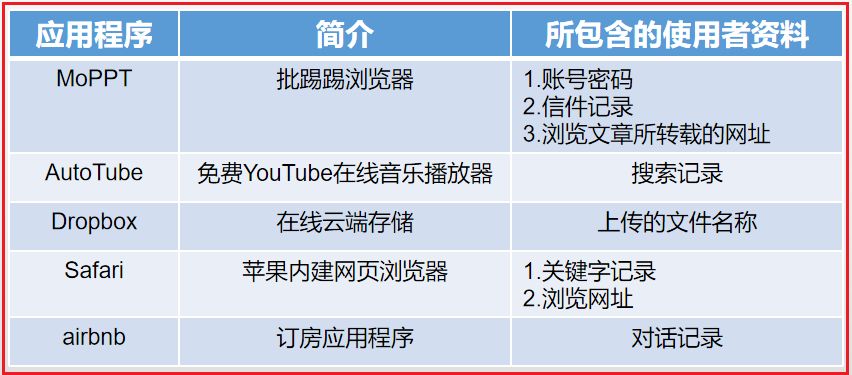 应用程序 简介 所包含的使用者资料
MoPPT 批踢踢浏览器 1.账号密码
2.信件记录
3.浏览文章所转载的网址
AutoTube 免费YouTube在线音乐播放器 搜索记录
Dropbox 在线云端存储 上传的文件名称
Safari 苹果内建网页浏览器 1.关键字记录
2.浏览网址
airbnb 订房应用程序 对话记录